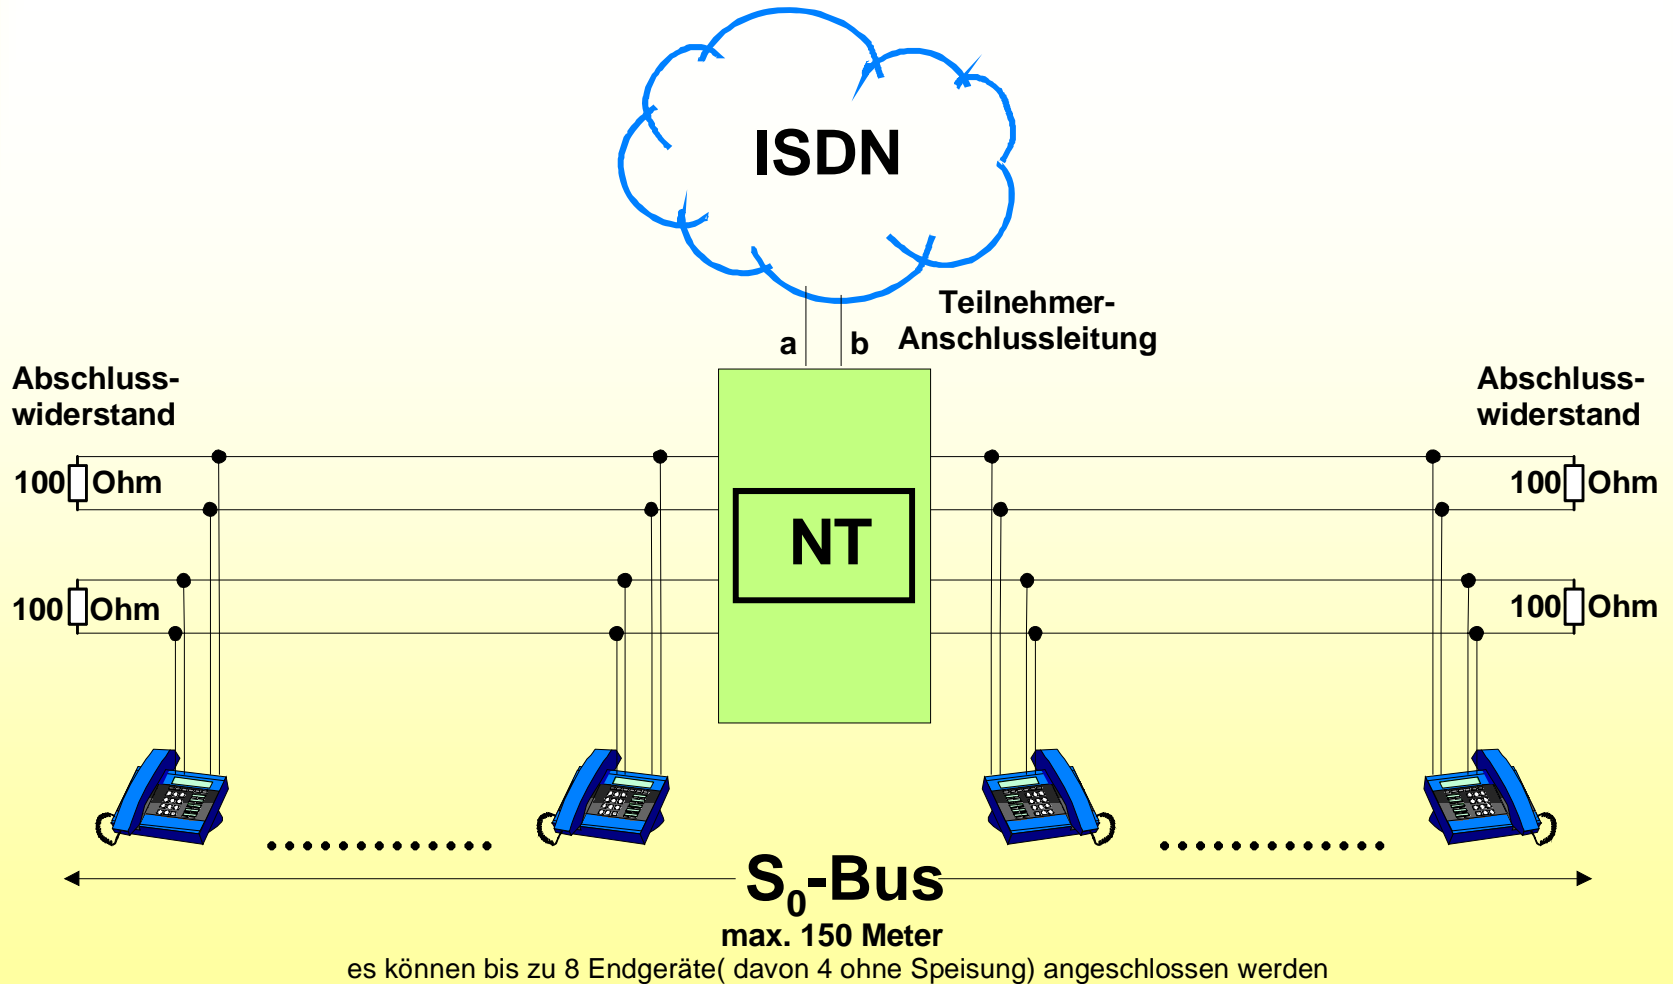 ISDN
Teilnehmer-
Anschlussleitung
a b
Abschluss-
widerstand
Abschluss-
widerstand
100 Ohm
100 Ohm
NT
100 Ohm
100 Ohm
S0-Bus
max. 150 Meter
es können bis zu 8 Endgeräte( davon 4 ohne Speisung) angeschlossen werden